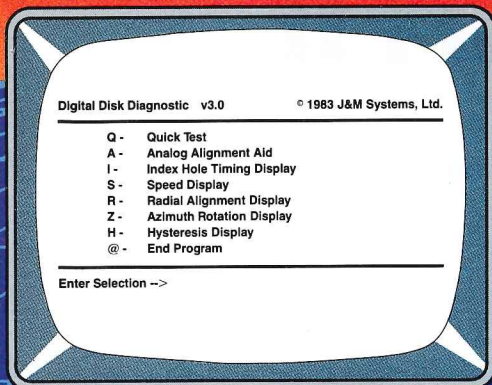 Digital Disk Diagnostic v3.0 © 1983 J&M Systems, Ltd.
Q - Quick Test
A - Analog Alignment Aid
I - Index Hole Timing Display
S - Speed Display
R - Radial Alignment Display
Z - Azimuth Rotation Display
H - Hysteresis Display
@ - End Program
Enter Selection -->